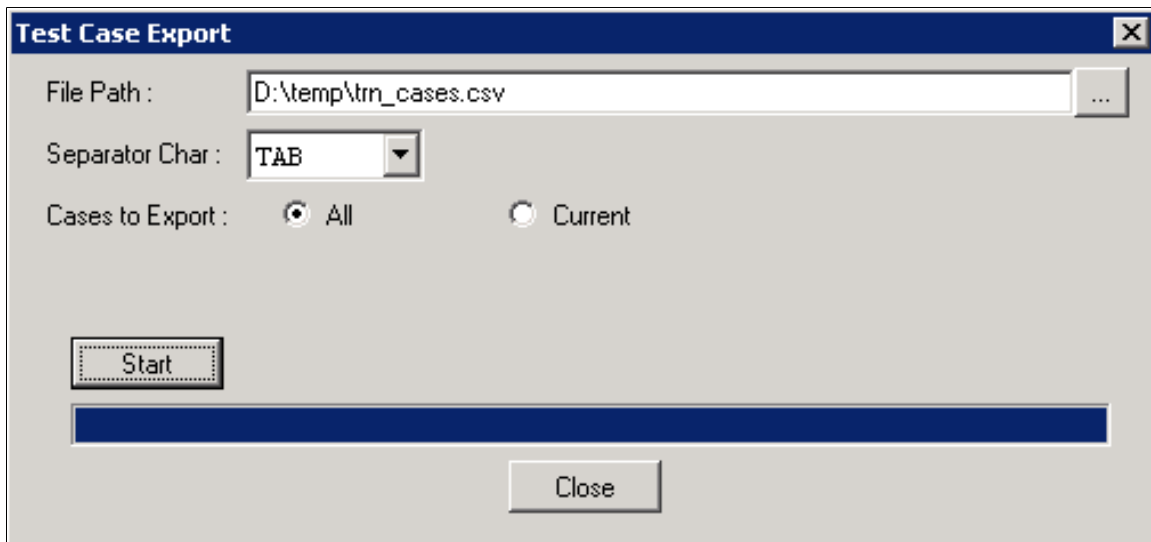 Test Case Export
File Path : D:\temp\trn_cases.csv ...
Separator Char : TAB
Cases to Export : All Current
Start
Close